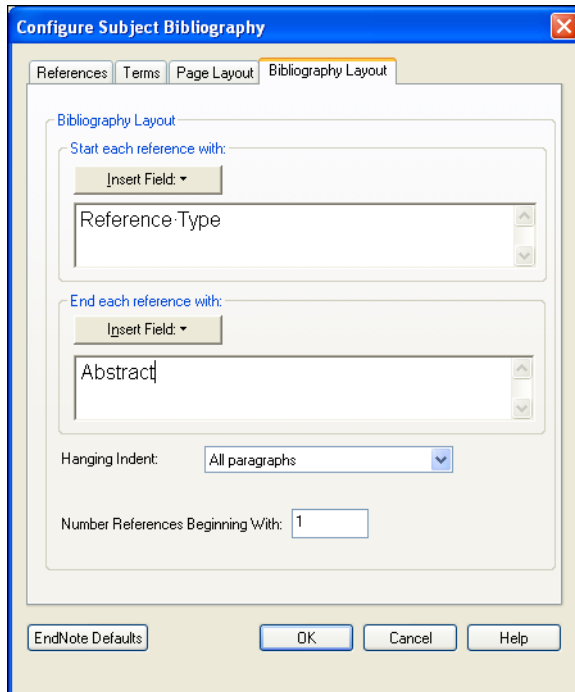 Configure Subject Bibliography
References Terms Page Layout Bibliography Layout
Bibliography Layout
Start each reference with:
Insert Field:
Reference·Type
End each reference with:
Insert Field:
Abstract
Hanging Indent: All paragraphs
Number References Beginning With: 1
EndNote Defaults OK Cancel Help